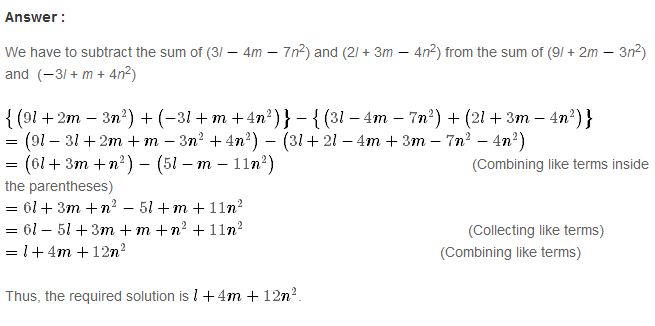 Answer :
We have to subtract the sum of (3l − 4m − 7n²) and (2l + 3m − 4n²) from the sum of (9l + 2m − 3n²)
and (−3l + m + 4n²)
{ (9l + 2m − 3n²) + (−3l + m + 4n²) } − { (3l − 4m − 7n²) + (2l + 3m − 4n²) }
= (9l − 3l + 2m + m − 3n² + 4n²) − (3l + 2l − 4m + 3m − 7n² − 4n²)
= (6l + 3m + n²) − (5l − m − 11n²) (Combining like terms inside
the parentheses)
= 6l + 3m + n² − 5l + m + 11n²
= 6l − 5l + 3m + m + n² + 11n² (Collecting like terms)
= l + 4m + 12n² (Combining like terms)
Thus, the required solution is l + 4m + 12n².